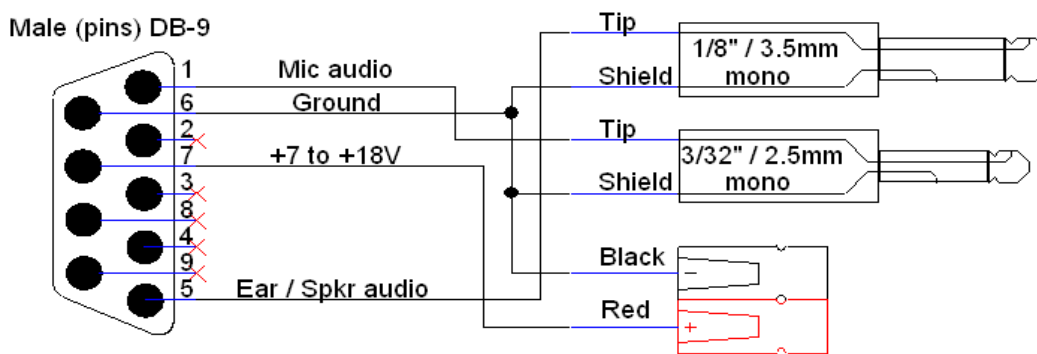 Male (pins) DB-9
1
Mic audio
6
Ground
2
7
+7 to +18V
3
8
4
9
5
Ear / Spkr audio
Tip
1/8" / 3.5mm
mono
Shield
Tip
3/32" / 2.5mm
mono
Shield
Black
−
Red
+